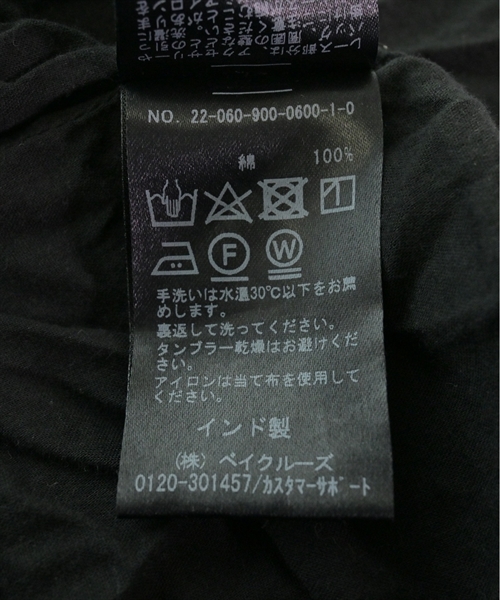 NO. 22-060-900-0600-1-0
綿 100%
F
W
手洗いは水温30℃以下をお薦
めします。
裏返して洗ってください。
タンブラー乾燥はお避けくださ
い。
アイロンは当て布を使用して
ください。
インド製
(株) ベイクルーズ
0120-301457/カスタマーサポート